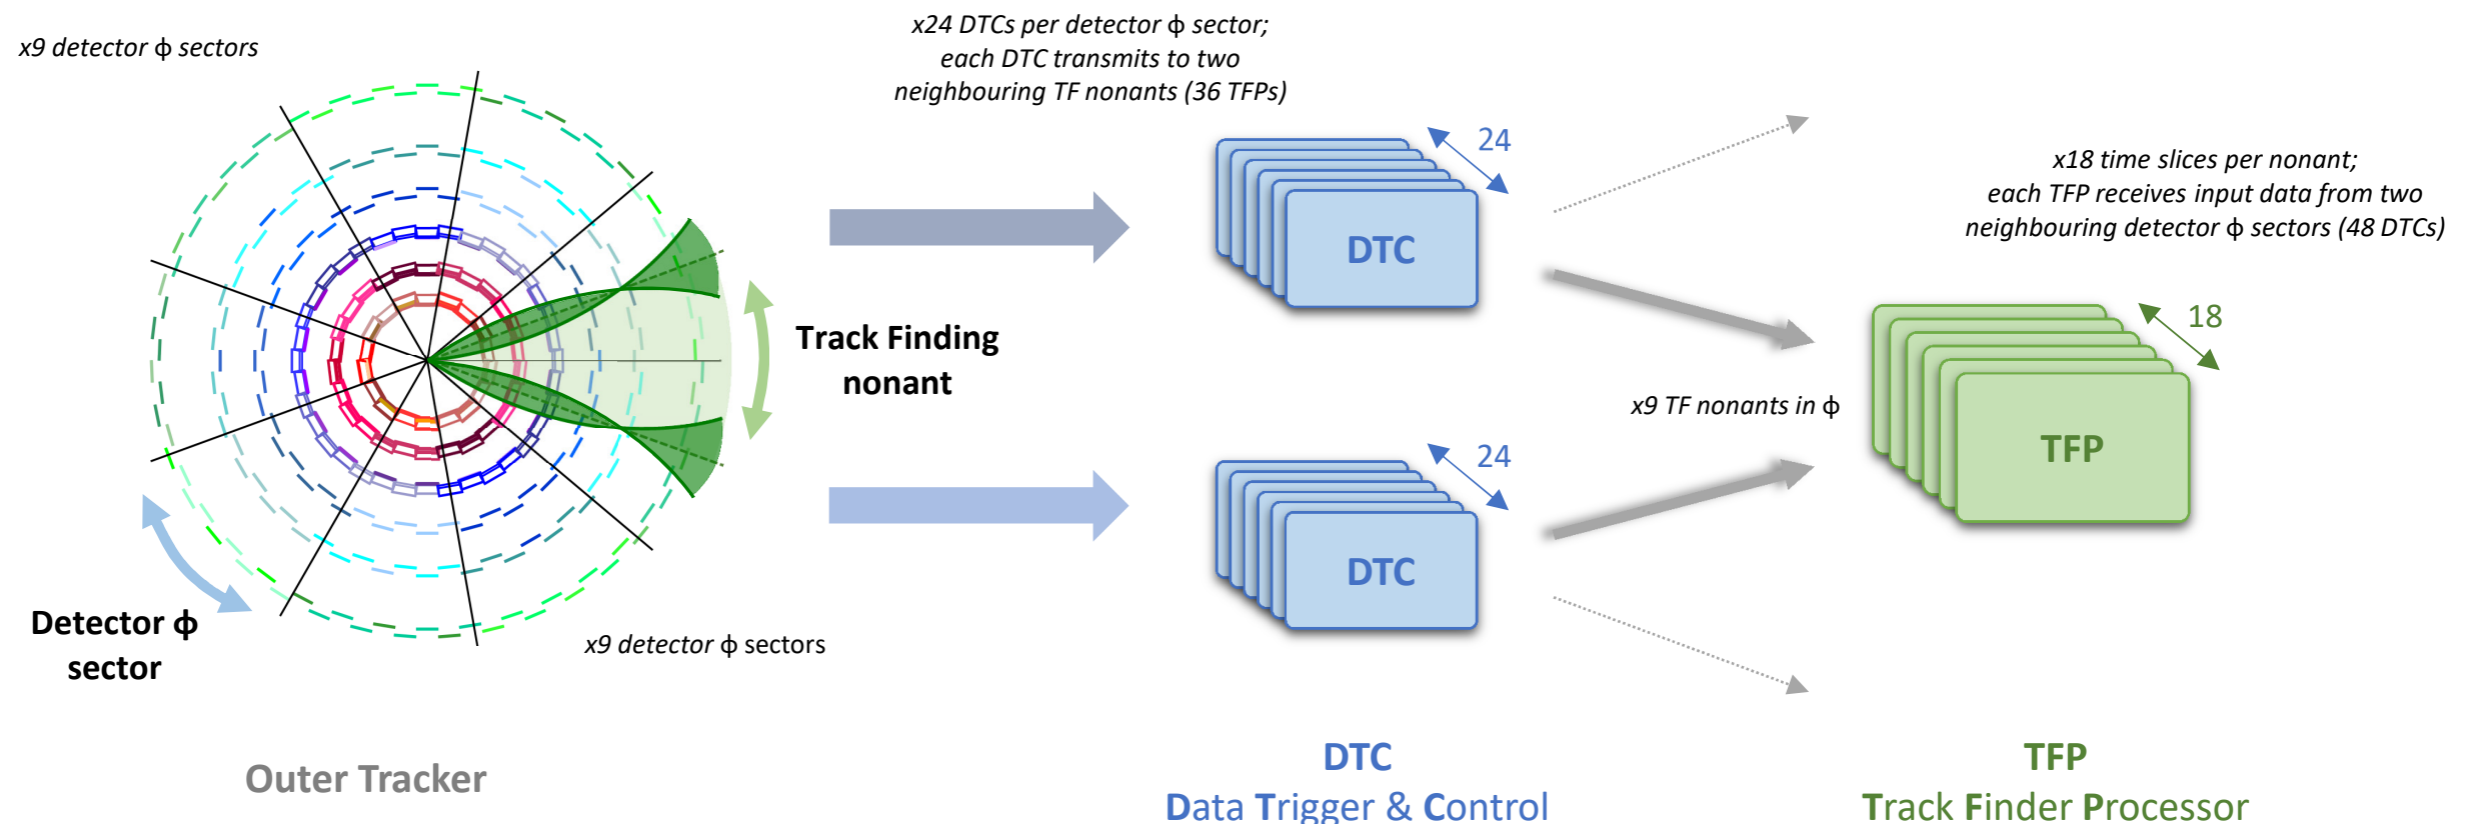 x9 detector ϕ sectors
x24 DTCs per detector ϕ sector;
each DTC transmits to two
neighbouring TF nonants (36 TFPs)
24
DTC
x18 time slices per nonant;
each TFP receives input data from two
neighbouring detector ϕ sectors (48 DTCs)
18
TFP
Track Finding
nonant
x9 TF nonants in ϕ
24
DTC
Detector ϕ
sector
x9 detector ϕ sectors
Outer Tracker
DTC
Data Trigger & Control
TFP
Track Finder Processor